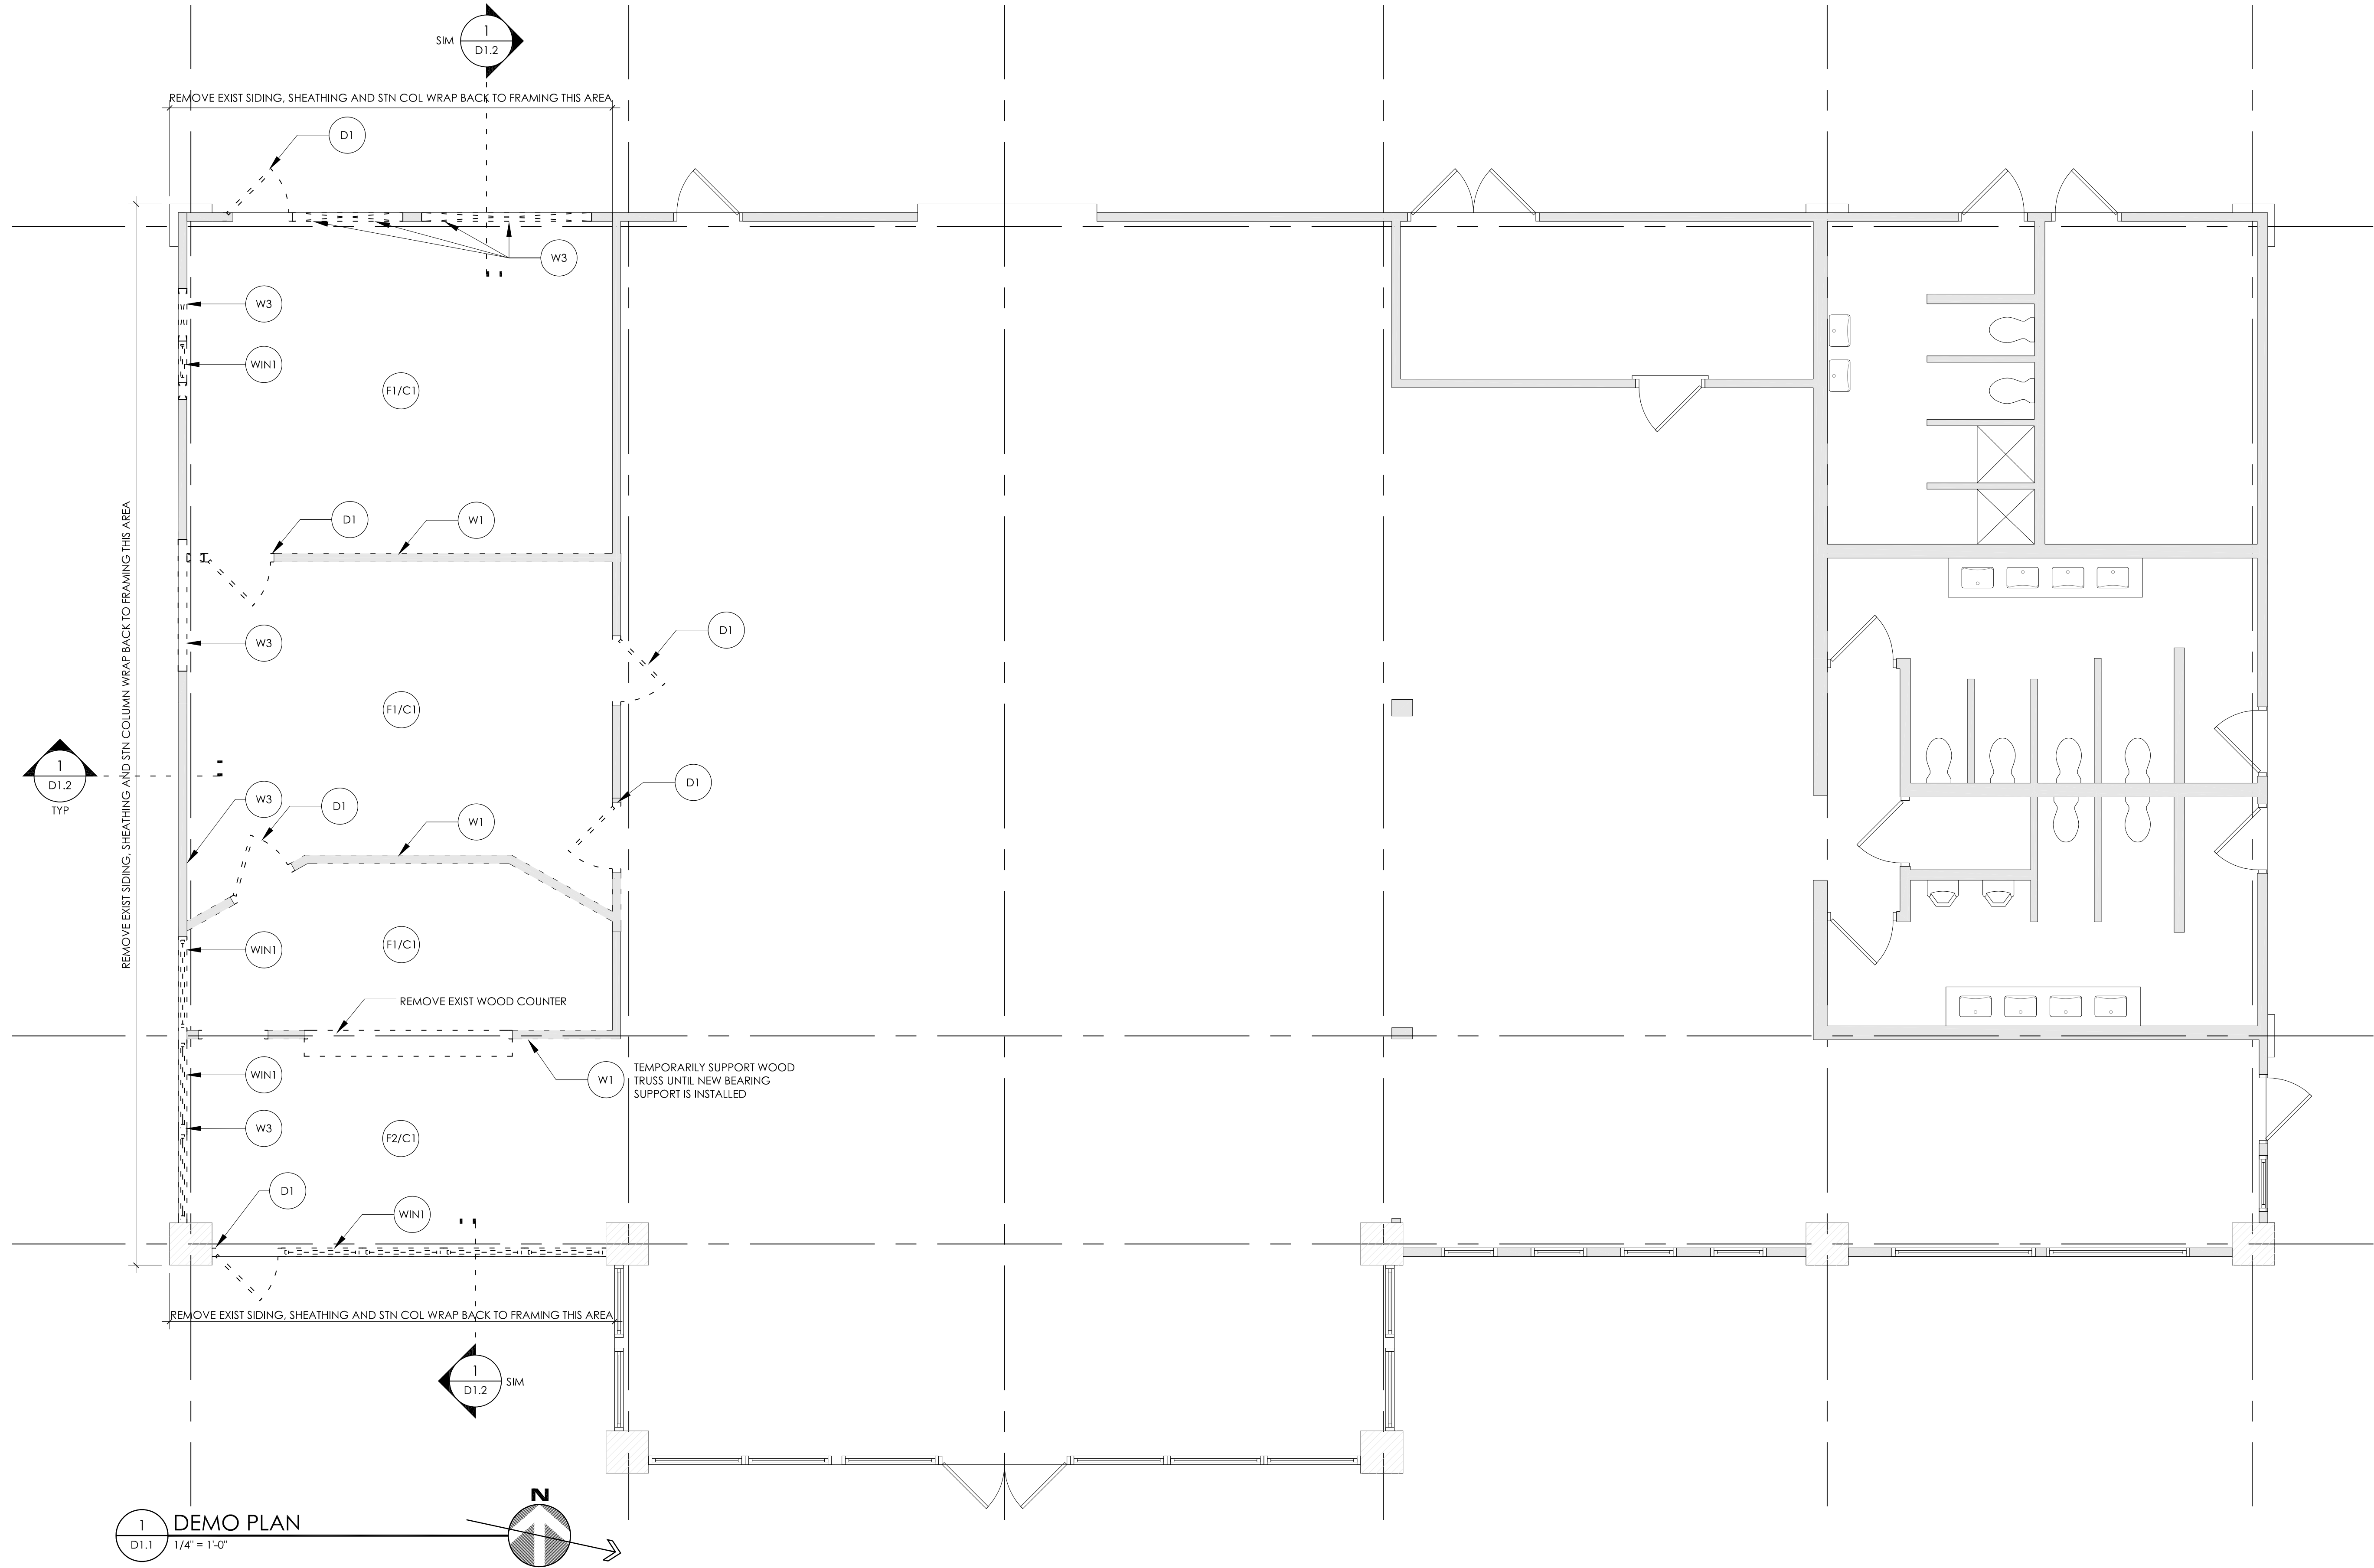 1
SIM
D1.2
REMOVE EXIST SIDING, SHEATHING AND STN COL WRAP BACK TO FRAMING THIS AREA
D1
W3
W3
WIN1
F1/C1
D1
W1
REMOVE EXIST SIDING, SHEATHING AND STN COLUMN WRAP BACK TO FRAMING THIS AREA
D1
W3
F1/C1
1
D1.2
TYP
D1
W3
D1
W1
F1/C1
WIN1
REMOVE EXIST WOOD COUNTER
WIN1
W1
TEMPORARILY SUPPORT WOOD
TRUSS UNTIL NEW BEARING
SUPPORT IS INSTALLED
W3
F2/C1
D1
WIN1
REMOVE EXIST SIDING, SHEATHING AND STN COL WRAP BACK TO FRAMING THIS AREA
1
D1.2
SIM
N
1
D1.1
DEMO PLAN
1/4" = 1'-0"